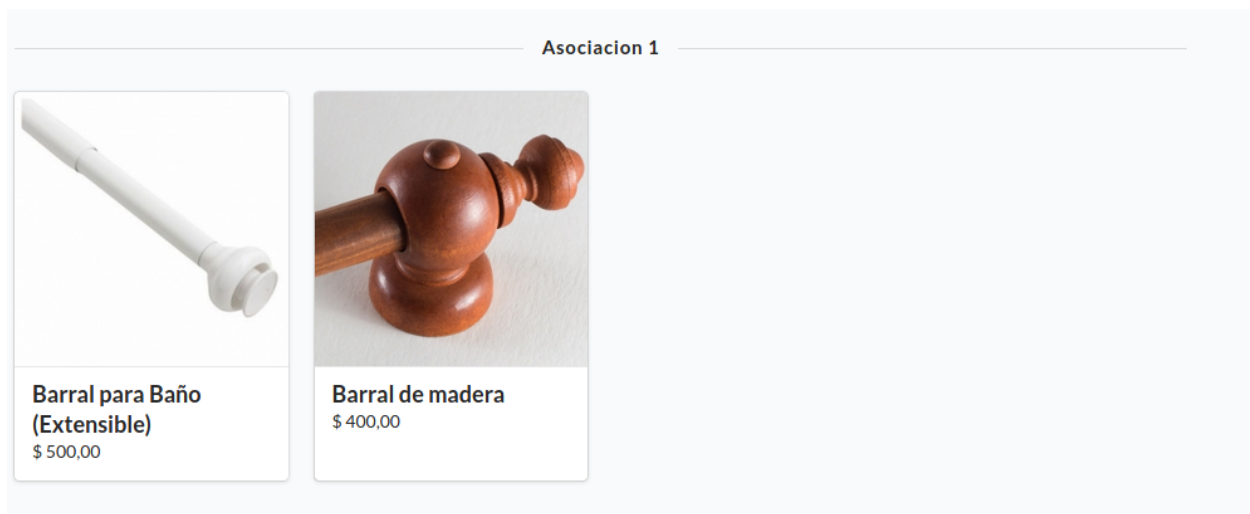 Asociacion 1
Barral para Baño
(Extensible)
$ 500,00
Barral de madera
$ 400,00